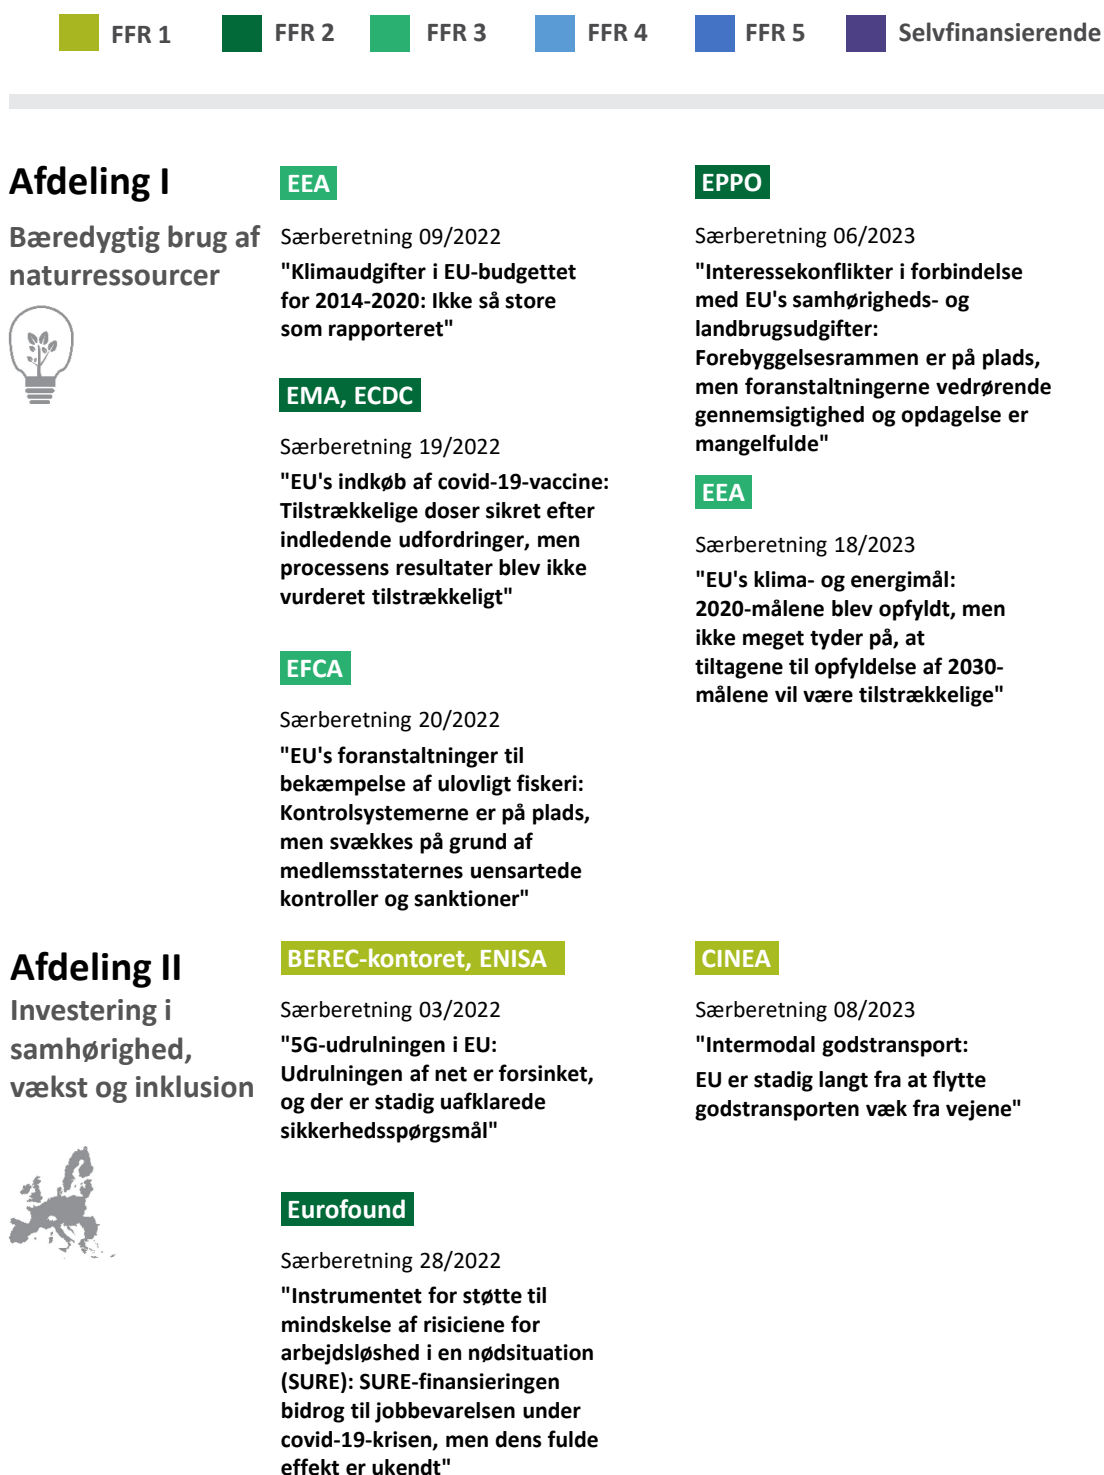 FFR 1 FFR 2 FFR 3 FFR 4 FFR 5 Selvfinansierende
Afdeling I
Bæredygtig brug af
naturressourcer
EEA
Særberetning 09/2022
"Klimaudgifter i EU-budgettet
for 2014-2020: Ikke så store
som rapporteret"
EMA, ECDC
Særberetning 19/2022
"EU's indkøb af covid-19-vaccine:
Tilstrækkelige doser sikret efter
indledende udfordringer, men
processens resultater blev ikke
vurderet tilstrækkeligt"
EFCA
Særberetning 20/2022
"EU's foranstaltninger til
bekæmpelse af ulovligt fiskeri:
Kontrolsystemerne er på plads,
men svækkes på grund af
medlemsstaternes uensartede
kontroller og sanktioner"
EPPO
Særberetning 06/2023
"Interessekonflikter i forbindelse
med EU's samhørigheds- og
landbrugsudgifter:
Forebyggelsesrammen er på plads,
men foranstaltningerne vedrørende
gennemsigtighed og opdagelse er
mangelfulde"
EEA
Særberetning 18/2023
"EU's klima- og energimål:
2020-målene blev opfyldt, men
ikke meget tyder på, at
tiltagene til opfyldelse af 2030-
målene vil være tilstrækkelige"
Afdeling II
Investering i
samhørighed,
vækst og inklusion
BEREC-kontoret, ENISA
Særberetning 03/2022
"5G-udrulningen i EU:
Udrulningen af net er forsinket,
og der er stadig uafklarede
sikkerhedsspørgsmål"
Eurofound
Særberetning 28/2022
"Instrumentet for støtte til
mindskelse af risiciene for
arbejdsløshed i en nødsituation
(SURE): SURE-finansieringen
bidrog til jobbevarelsen under
covid-19-krisen, men dens fulde
effekt er ukendt"
CINEA
Særberetning 08/2023
"Intermodal godstransport:
EU er stadig langt fra at flytte
godstransporten væk fra vejene"